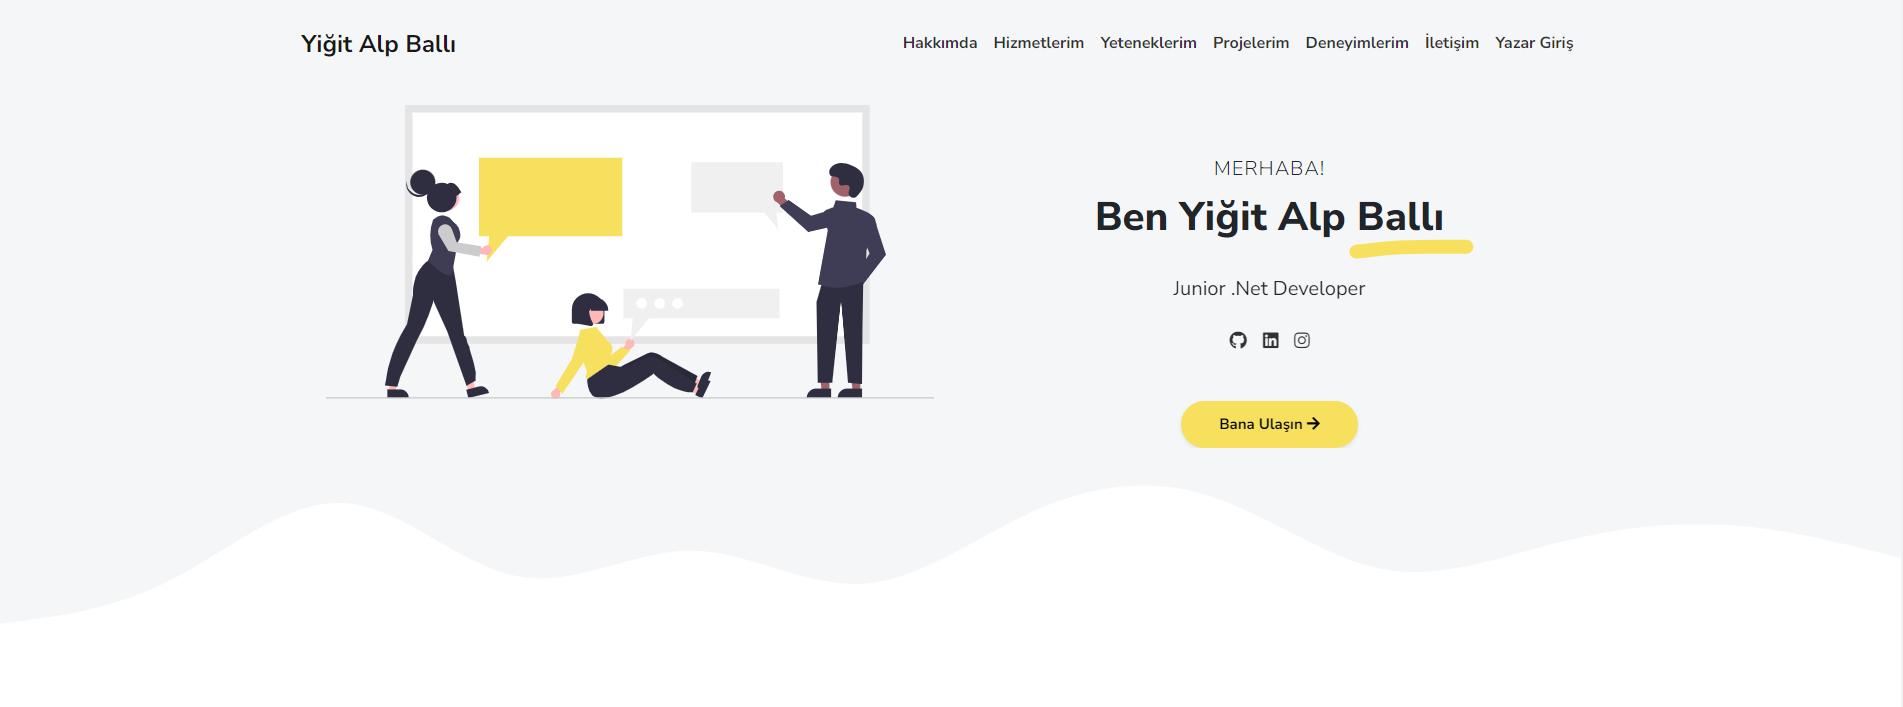 Yiğit Alp Ballı
Hakkımda Hizmetlerim Yeteneklerim Projelerim Deneyimlerim İletişim Yazar Giriş
MERHABA!
Ben Yiğit Alp Ballı
Junior .Net Developer
Bana Ulaşın